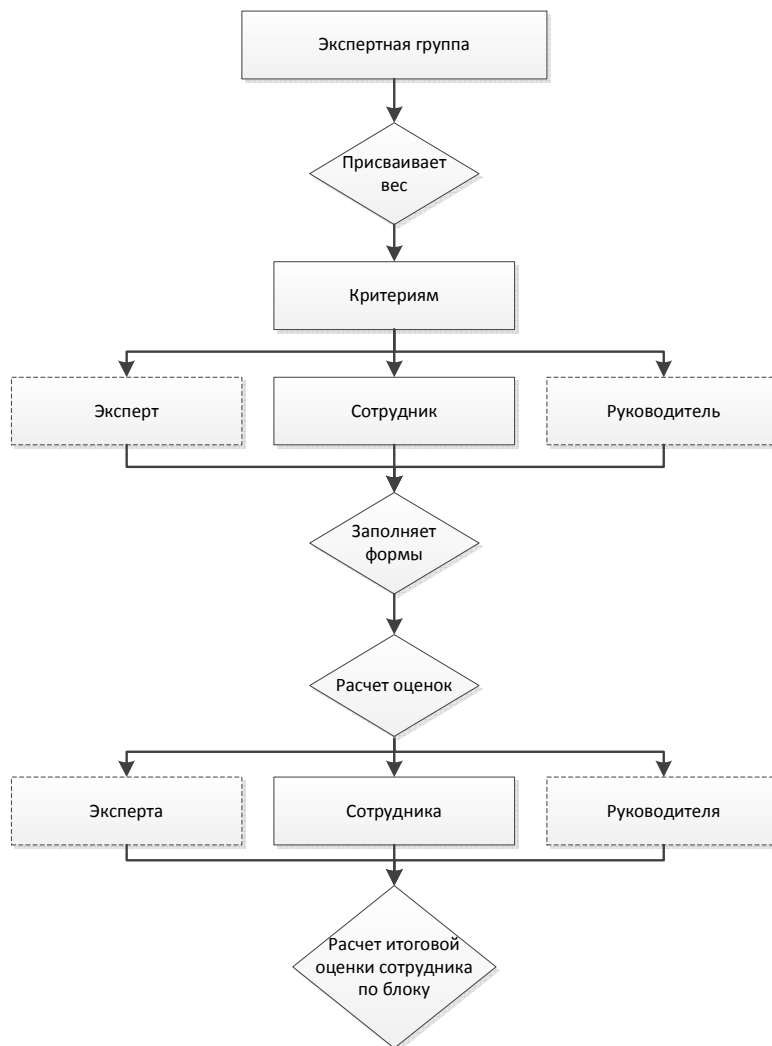 Экспертная группа
Присваивает
вес
Критериям
Эксперт
Сотрудник
Руководитель
Заполняет
формы
Расчет оценок
Эксперта
Сотрудника
Руководителя
Расчет итоговой
оценки сотрудника
по блоку